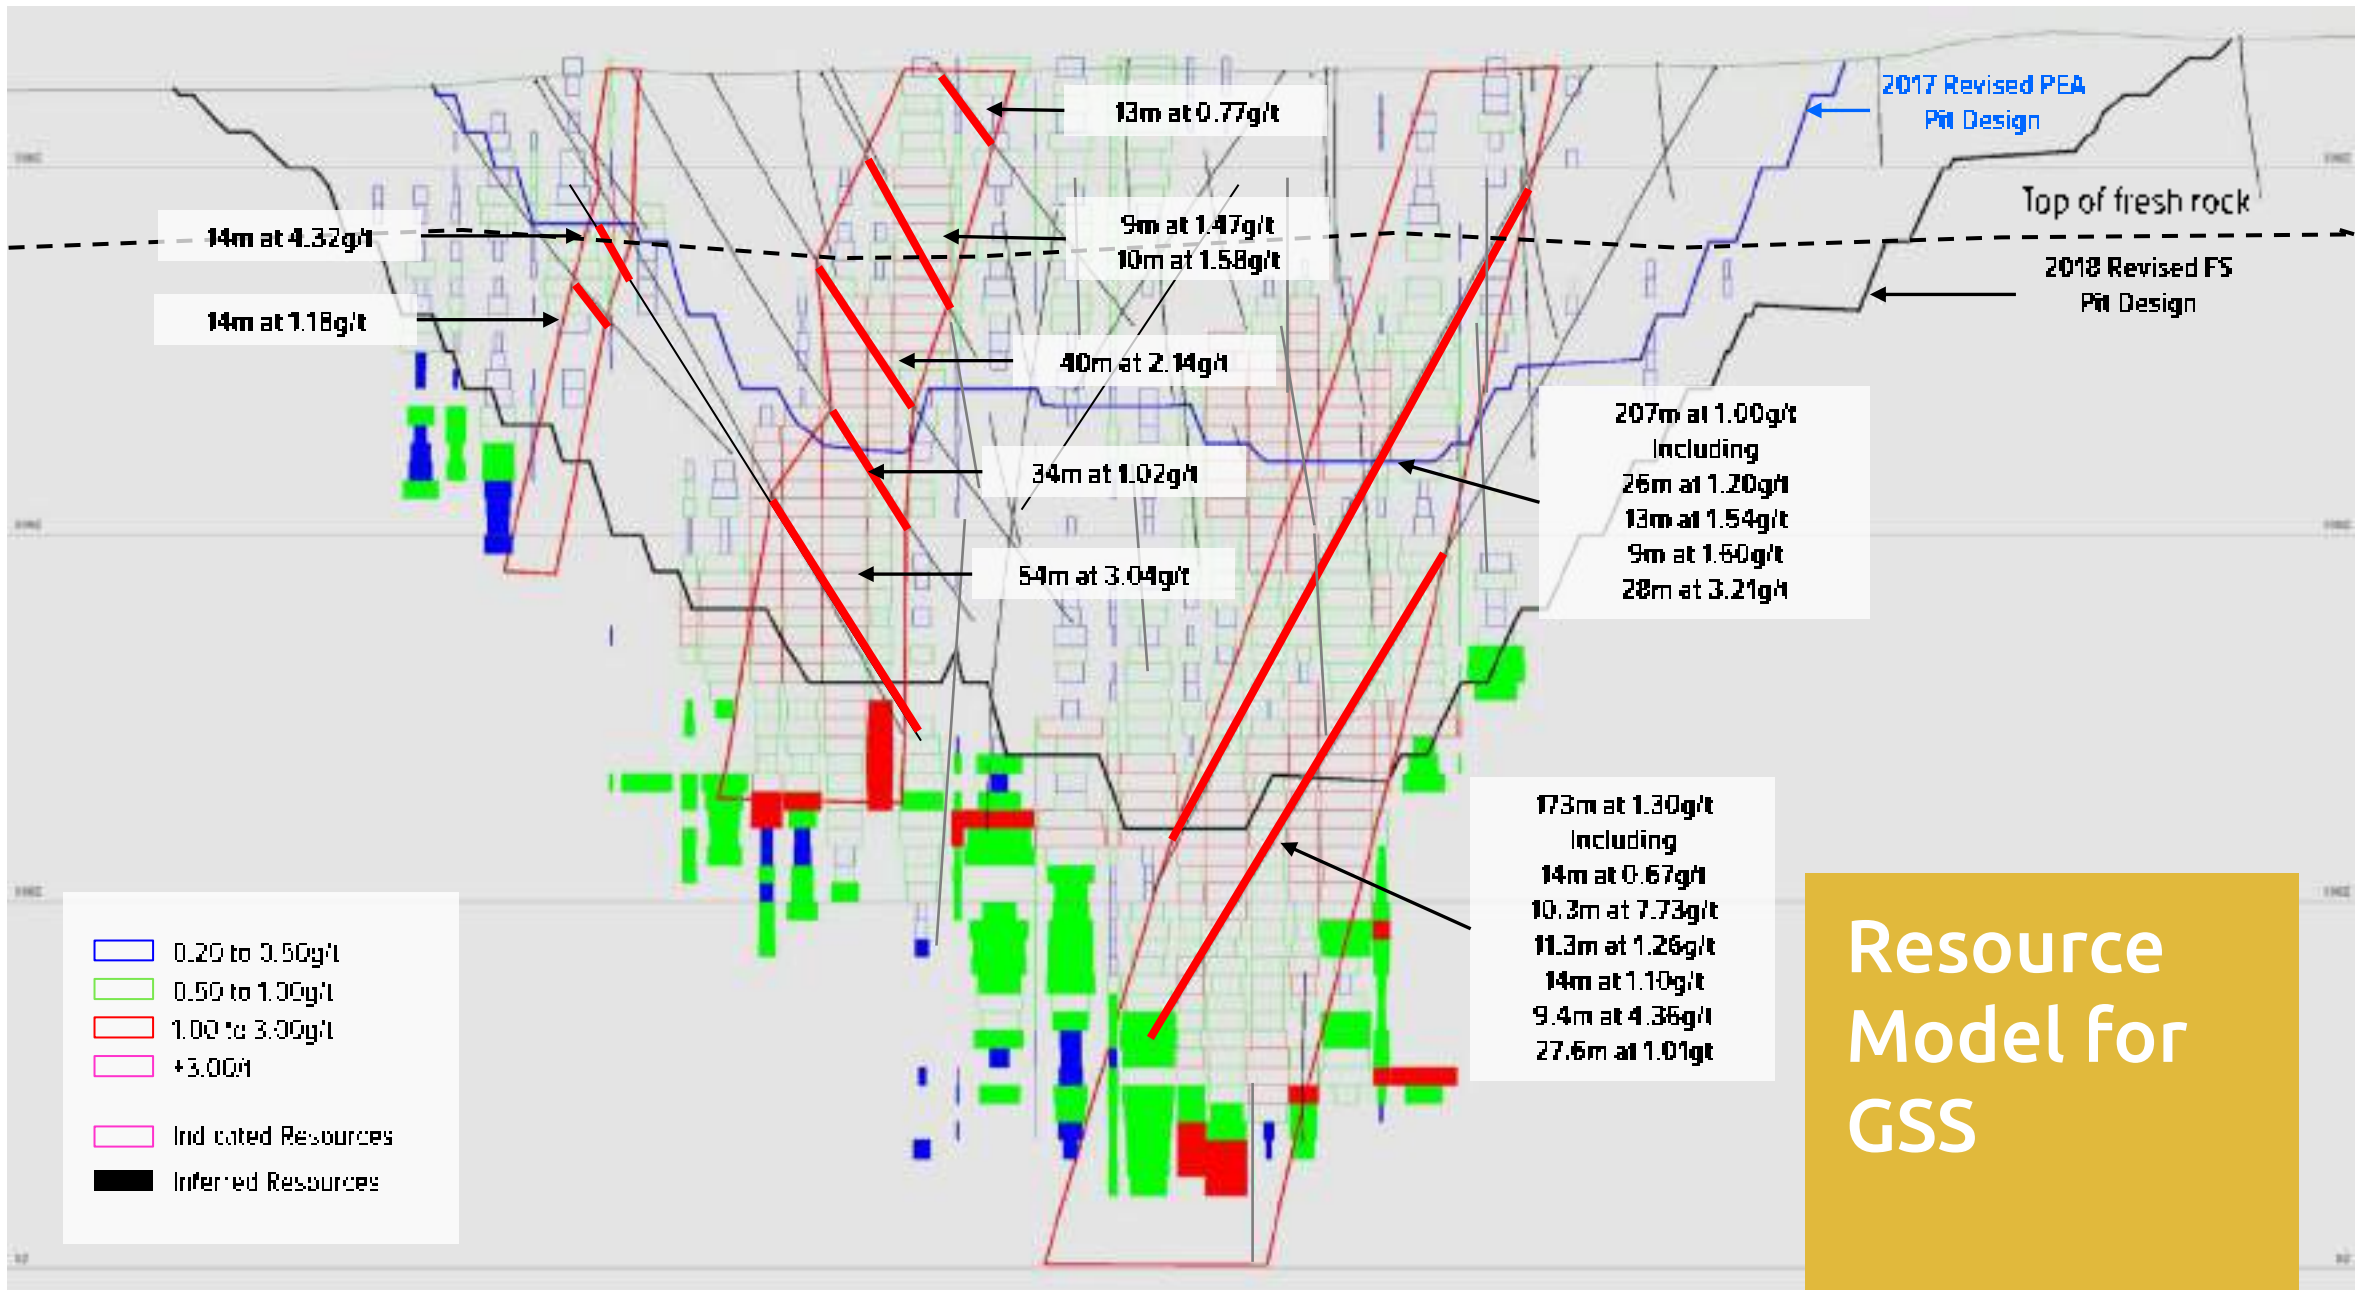 2017 Revised PEA
Pit Design
13m at 0.77g/t
Top of fresh rock
14m at 4.32g/t
9m at 1.47g/t
10m at 1.58g/t
2018 Revised FS
Pit Design
14m at 1.18g/t
40m at 2.14g/t
207m at 1.00g/t
Including
26m at 1.20g/t
13m at 1.54g/t
9m at 1.60g/t
28m at 3.21g/t
34m at 1.02g/t
54m at 3.04g/t
173m at 1.30g/t
Including
14m at 0.67g/t
10.3m at 7.73g/t
11.3m at 1.26g/t
14m at 1.10g/t
9.4m at 4.36g/t
27.6m at 1.01gt
0.20 to 0.50g/t
0.50 to 1.00g/t
1.00 to 3.00g/t
+3.00/t
Indicated Resources
Inferred Resources
Resource
Model for
GSS